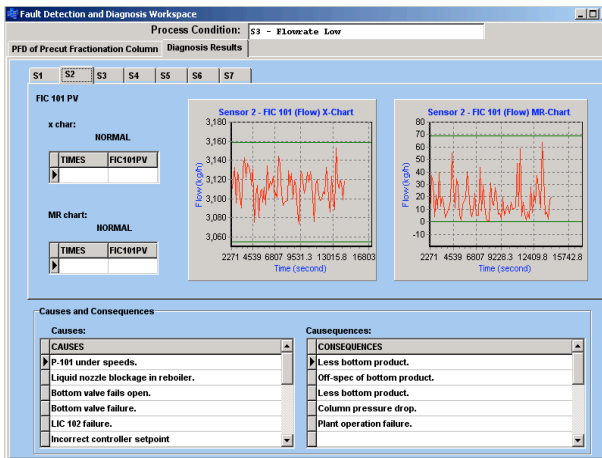 Fault Detection and Diagnosis Workspace
Process Condition: S3 - Flowrate Low
PFD of Precut Fractionation Column Diagnosis Results
S1 S2 S3 S4 S5 S6 S7
FIC 101 PV
x char:
NORMAL
TIMES FIC101PV
MR chart:
NORMAL
TIMES FIC101PV
Sensor 2 - FIC 101 (Flow) X-Chart
3,180
3,160
3,140
3,120
3,100
3,080
3,060
Flow(kg/h)
2271 4539 6807 9531.3 13015.8 16803
Time (second)
Sensor 2 - FIC 101 (Flow) MR-Chart
80
70
60
50
40
30
20
10
0
-10
Flow(kg/h)
2271 4539 6807 9228.3 12409.8 15742.8
Time (second)
Causes and Consequences
Causes:
CAUSES
P-101 under speeds.
Liquid nozzle blockage in reboiler.
Bottom valve fails open.
Bottom valve failure.
LIC 102 failure.
Incorrect controller setpoint
Causequences:
CONSEQUENCES
Less bottom product.
Off-spec of bottom product.
Less bottom product.
Column pressure drop.
Plant operation failure.